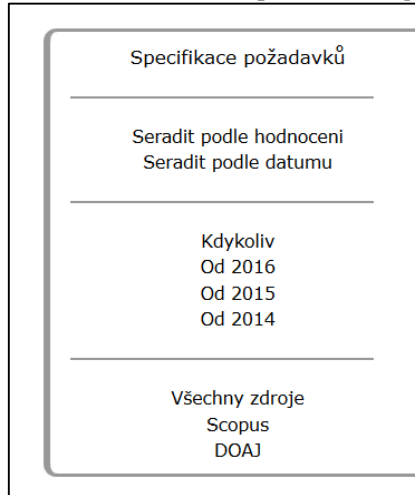 Specifikace požadavků
Seradit podle hodnoceni
Seradit podle datumu
Kdykoliv
Od 2016
Od 2015
Od 2014
Všechny zdroje
Scopus
DOAJ